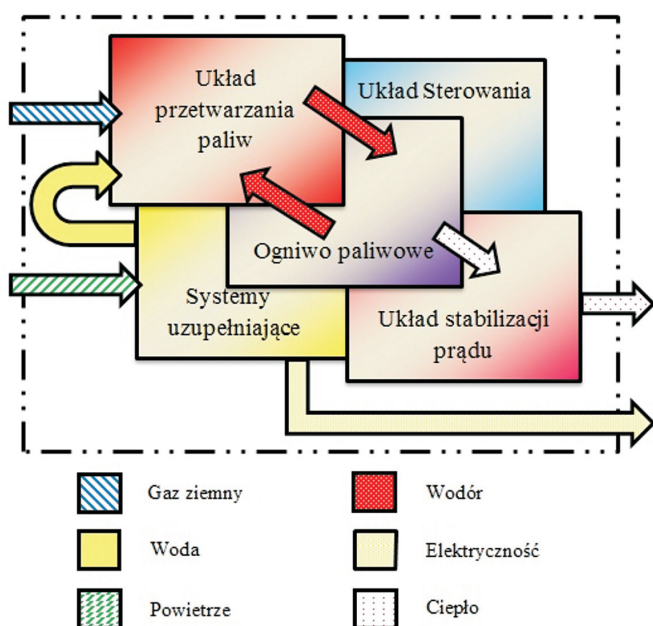 Układ
przetwarzania
paliw
Układ Sterowania
Ogniwo paliwowe
Systemy
uzupełniające
Układ stabilizacji
prądu
Gaz ziemny
Wodór
Woda
Elektryczność
Powietrze
Ciepło